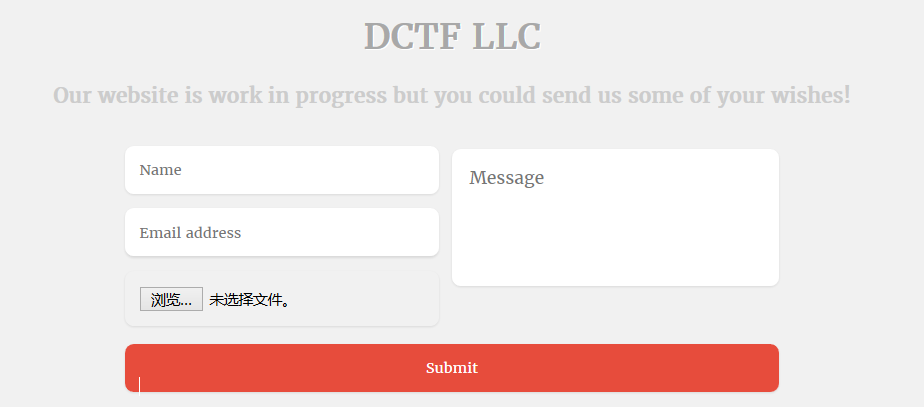 DCTF LLC
Our website is work in progress but you could send us some of your wishes!
Name
Message
Email address
浏览... 未选择文件。
Submit